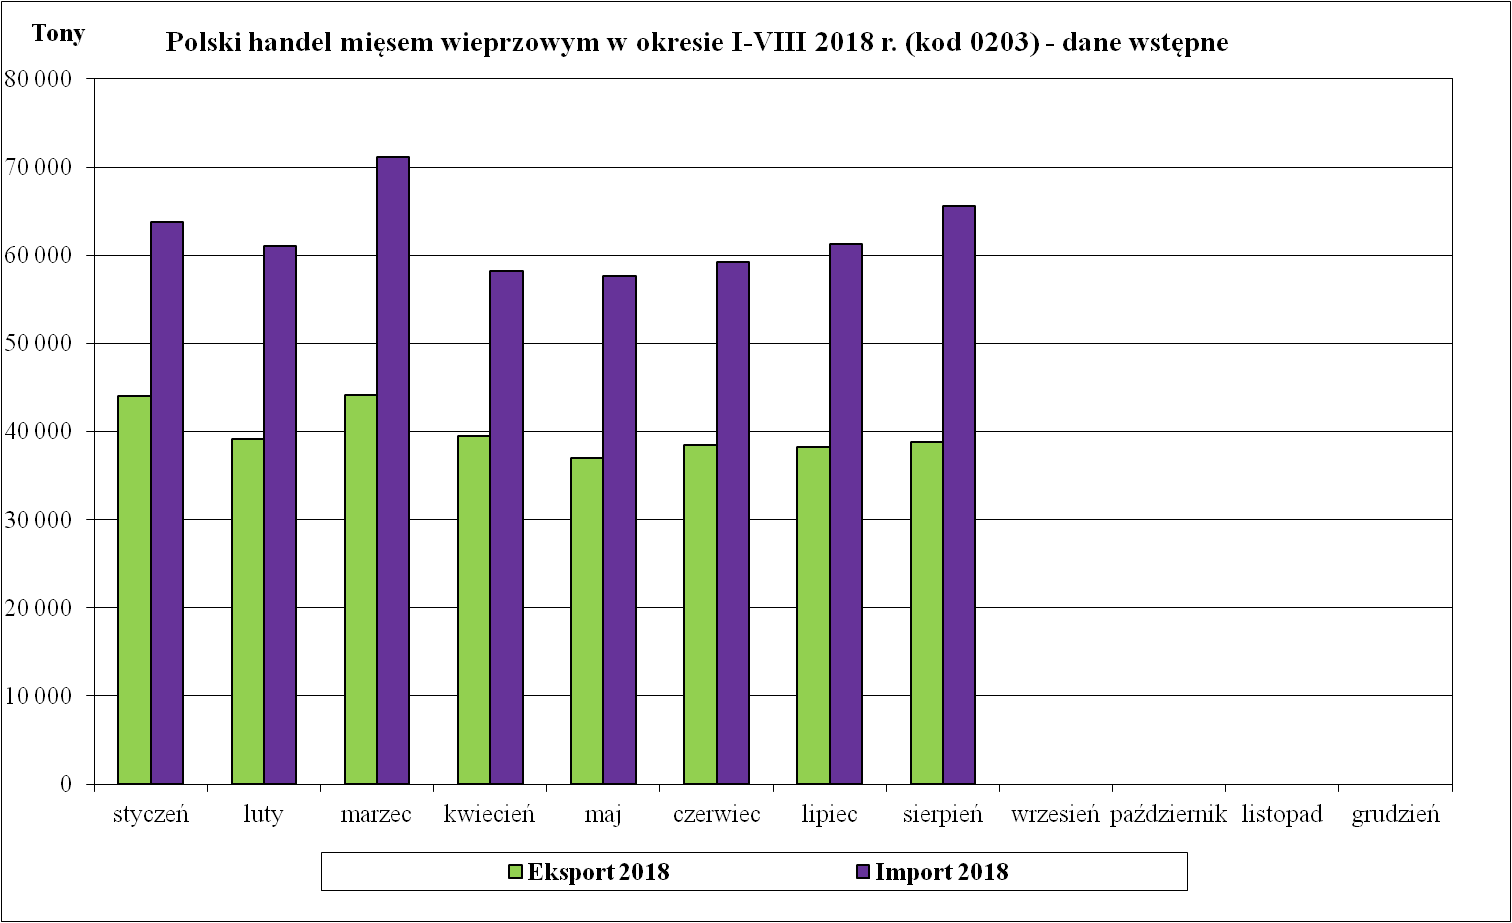 Tony
Polski handel mięsem wieprzowym w okresie I-VIII 2018 r. (kod 0203) - dane wstępne
80 000
70 000
60 000
50 000
40 000
30 000
20 000
10 000
0
styczeń luty marzec kwiecień maj czerwiec lipiec sierpień wrzesień październik listopad grudzień
Eksport 2018 Import 2018